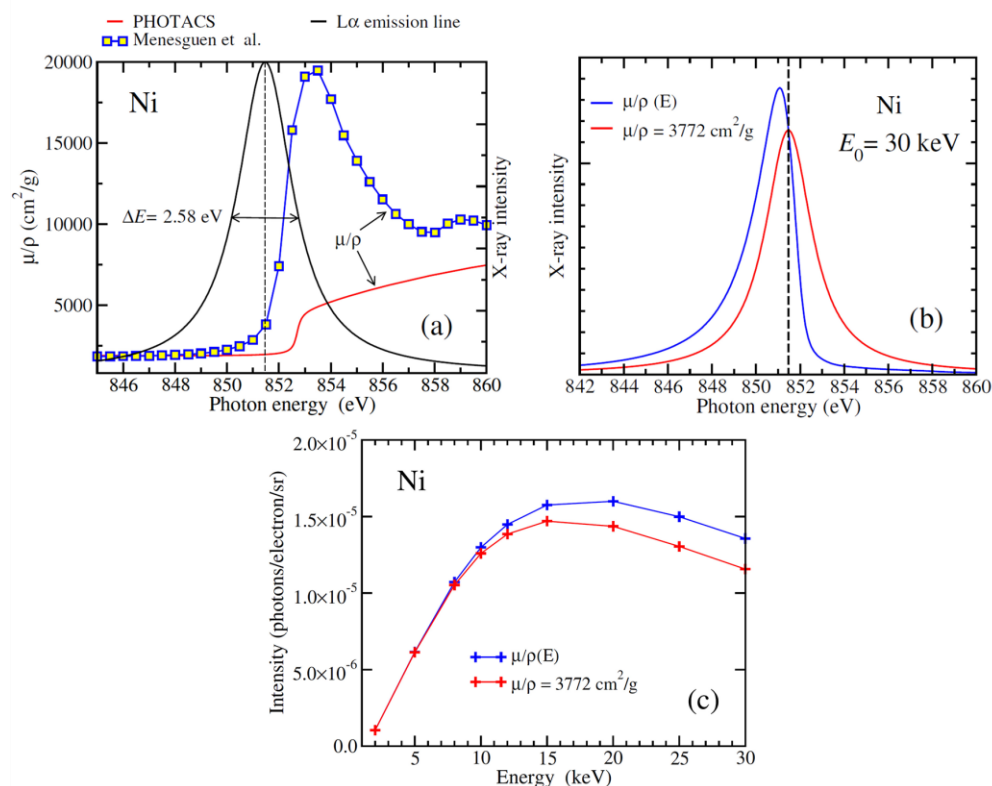 PHOTACS
Lα emission line
Menesguen et al.
20000
15000
10000
5000
μ/ρ (cm²/g)
Ni
ΔE= 2.58 eV
μ/ρ
(a)
X-ray intensity
846 848 850 852 854 856 858 860
Photon energy (eV)
μ/ρ (E)
μ/ρ = 3772 cm²/g
Ni
E₀= 30 keV
X-ray intensity
(b)
842 844 846 848 850 852 854 856 858 860
Photon energy (eV)
2.0×10⁻⁵
1.5×10⁻⁵
1.0×10⁻⁵
5.0×10⁻⁶
0.0
Intensity (photons/electron/sr)
Ni
μ/ρ(E)
μ/ρ = 3772 cm²/g
(c)
5 10 15 20 25 30
Energy (keV)